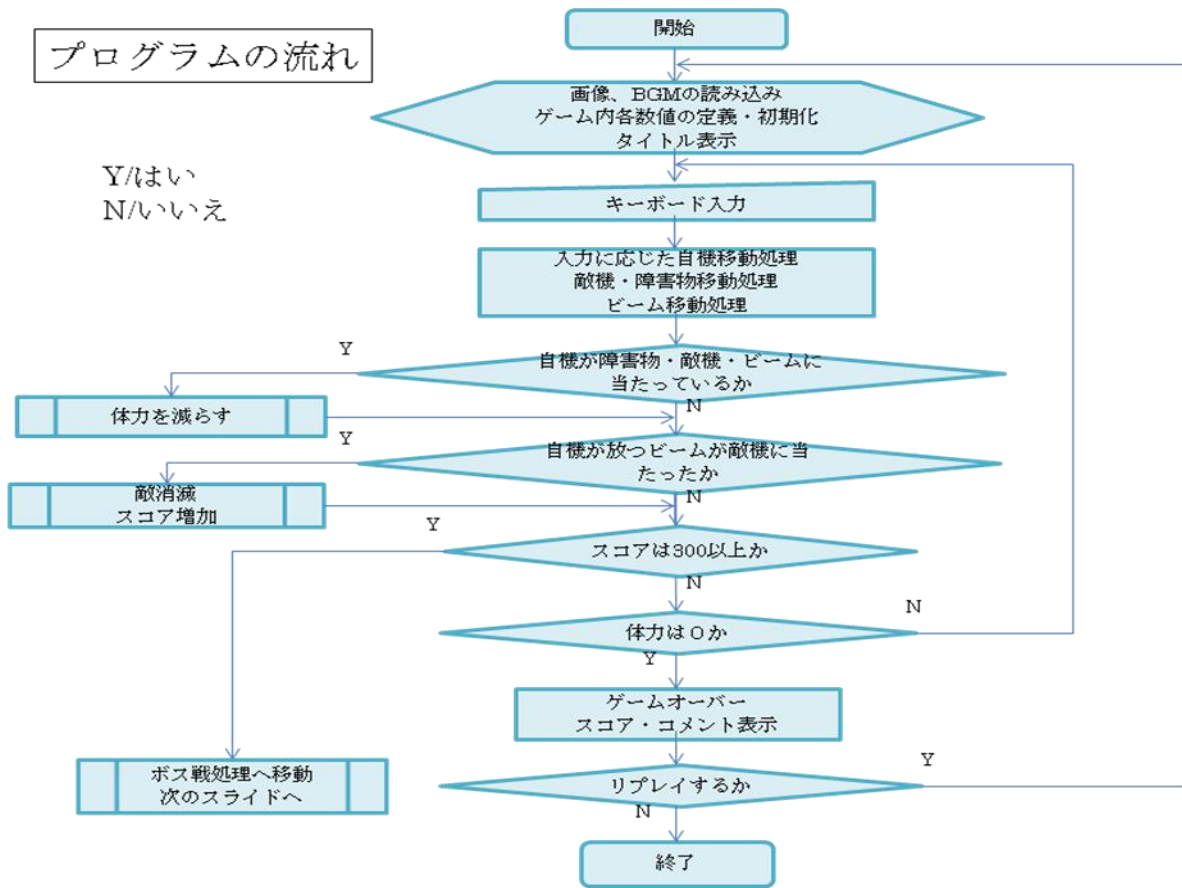 プログラムの流れ
Y/はい
N/いいえ
開始
画像、BGMの読み込み
ゲーム内各数値の定義・初期化
タイトル表示
キーボード入力
入力に応じた自機移動処理
敵機・障害物移動処理
ビーム移動処理
自機が障害物・敵機・ビームに
当たっているか
Y
N
体力を減らす
自機が放つビームが敵機に当
たったか
Y
N
敵消滅
スコア増加
スコアは300以上か
Y
N
体力は0か
N
Y
ゲームオーバー
スコア・コメント表示
ボス戦処理へ移動
次のスライドへ
リプレイするか
Y
N
終了